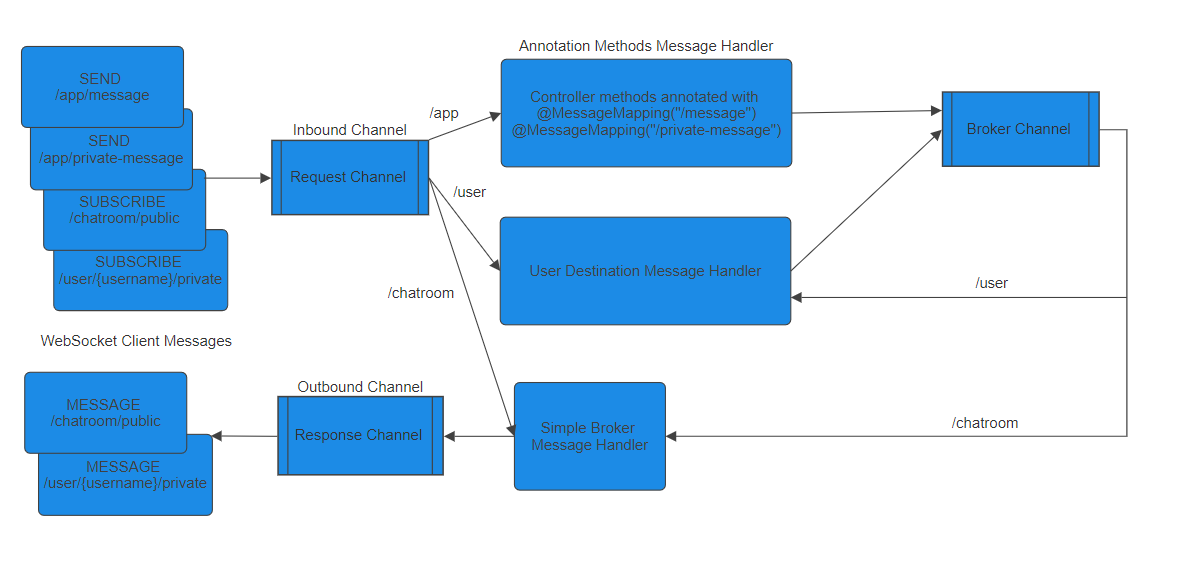 SEND
/app/message
SEND
/app/private-message
SUBSCRIBE
/chatroom/public
SUBSCRIBE
/user/{username}/private
WebSocket Client Messages
Inbound Channel
Request Channel
/app
/user
/chatroom
Annotation Methods Message Handler
Controller methods annotated with
@MessageMapping("/message")
@MessageMapping("/private-message")
User Destination Message Handler
Broker Channel
/user
/chatroom
Simple Broker
Message Handler
Outbound Channel
Response Channel
MESSAGE
/chatroom/public
MESSAGE
/user/{username}/private